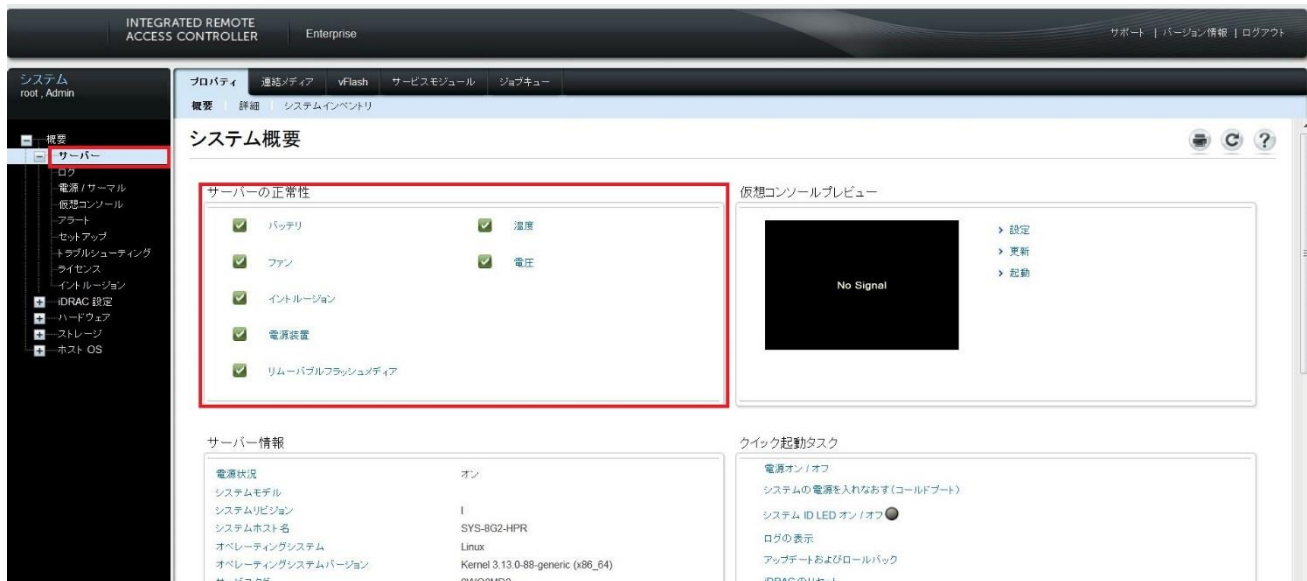 INTEGRATED REMOTE
ACCESS CONTROLLER
Enterprise
サポート | バージョン情報 | ログアウト
システム
root , Admin
プロパティ
連結メディア
vFlash
サービスモジュール
ジョブキュー
概要
詳細
システムインベントリ
概要
サーバー
ログ
電源 / サーマル
仮想コンソール
アラート
セットアップ
トラブルシューティング
ライセンス
イントルージョン
iDRAC 設定
ハードウェア
ストレージ
ホスト OS
システム概要
サーバーの正常性
バッテリ
温度
ファン
電圧
イントルージョン
電源装置
リムーバブルフラッシュメディア
仮想コンソールプレビュー
No Signal
設定
更新
起動
サーバー情報
電源状況 オン
システムモデル
システムリビジョン I
システムホスト名 SYS-8G2-HPR
オペレーティングシステム Linux
オペレーティングシステムバージョン Kernel 3.13.0-88-generic (x86_64)
クイック起動タスク
電源オン / オフ
システムの電源を入れなおす(コールドブート)
システム ID LED オン / オフ
ログの表示
アップデートおよびロールバック